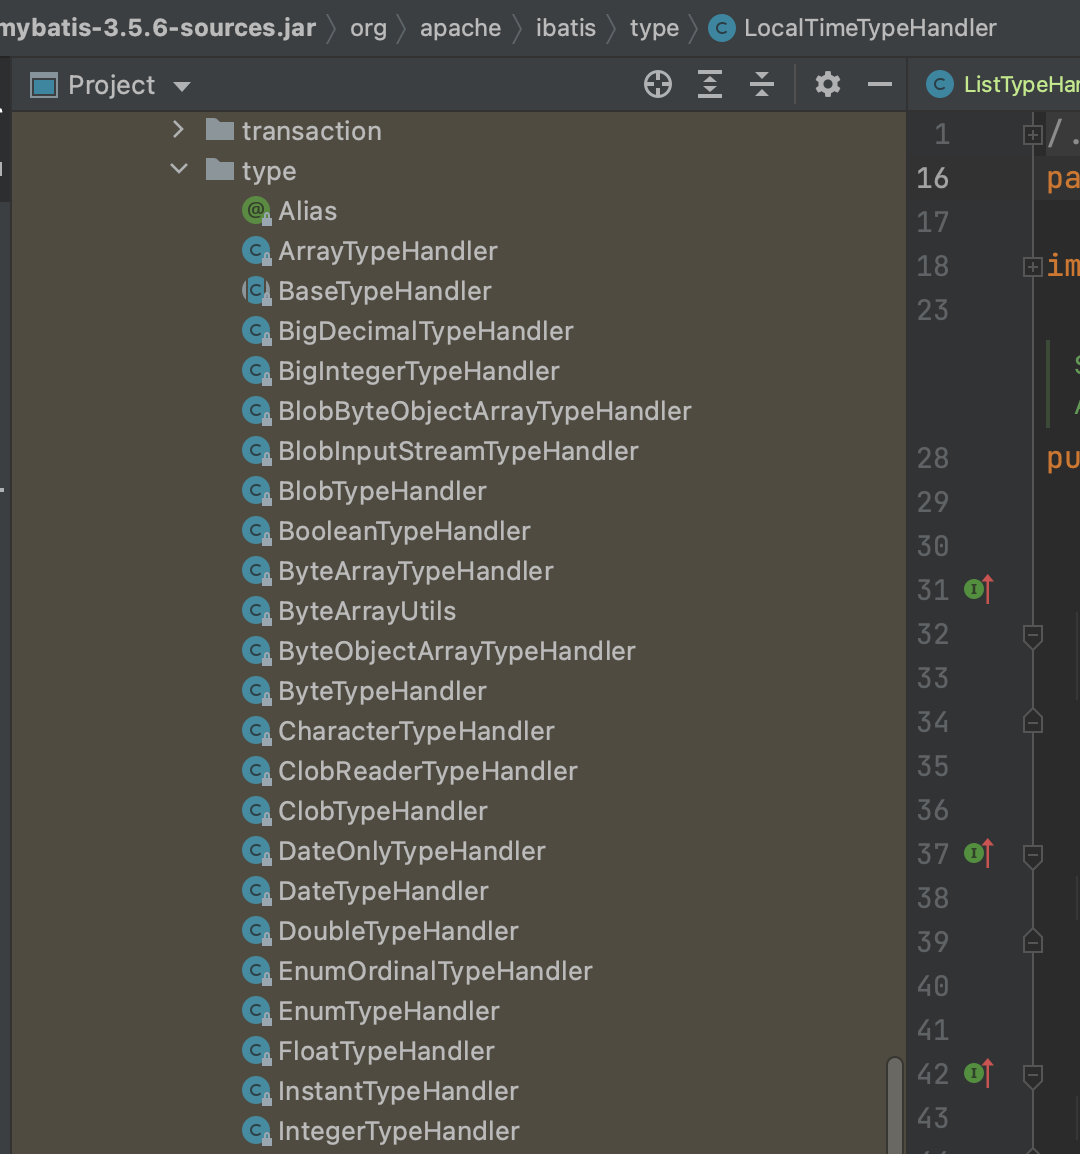 mybatis-3.5.6-sources.jar org apache ibatis type LocalTimeTypeHandler
Project
ListTypeHan
transaction
type
Alias
ArrayTypeHandler
BaseTypeHandler
BigDecimalTypeHandler
BigIntegerTypeHandler
BlobByteObjectArrayTypeHandler
BlobInputStreamTypeHandler
BlobTypeHandler
BooleanTypeHandler
ByteArrayTypeHandler
ByteArrayUtils
ByteObjectArrayTypeHandler
ByteTypeHandler
CharacterTypeHandler
ClobReaderTypeHandler
ClobTypeHandler
DateOnlyTypeHandler
DateTypeHandler
DoubleTypeHandler
EnumOrdinalTypeHandler
EnumTypeHandler
FloatTypeHandler
InstantTypeHandler
IntegerTypeHandler
1 /.
16 pa
17
18 im
23
28 pu
29
30
31
32
33
34
35
36
37
38
39
40
41
42
43